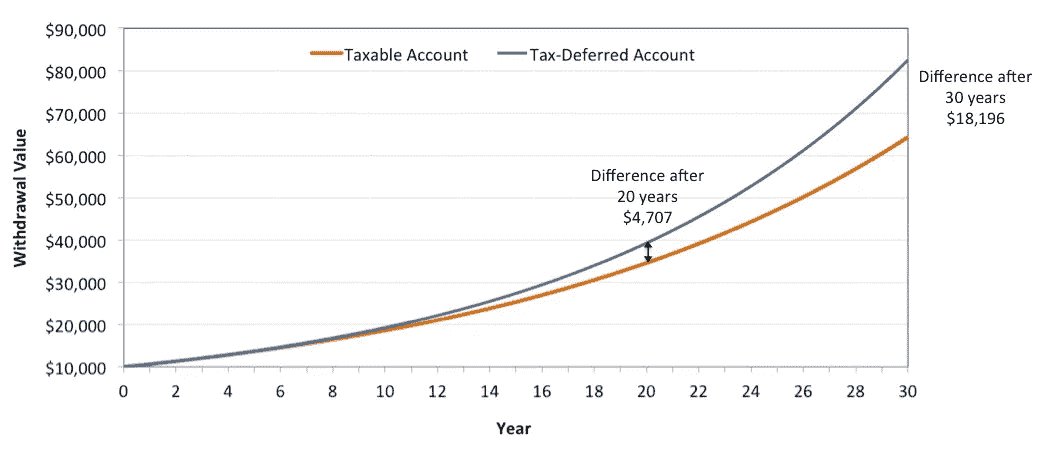 $90,000
$80,000
$70,000
$60,000
$50,000
$40,000
$30,000
$20,000
$10,000
Withdrawal Value
Taxable Account
Tax-Deferred Account
Difference after
20 years
$4,707
Difference after
30 years
$18,196
0 2 4 6 8 10 12 14 16 18 20 22 24 26 28 30
Year